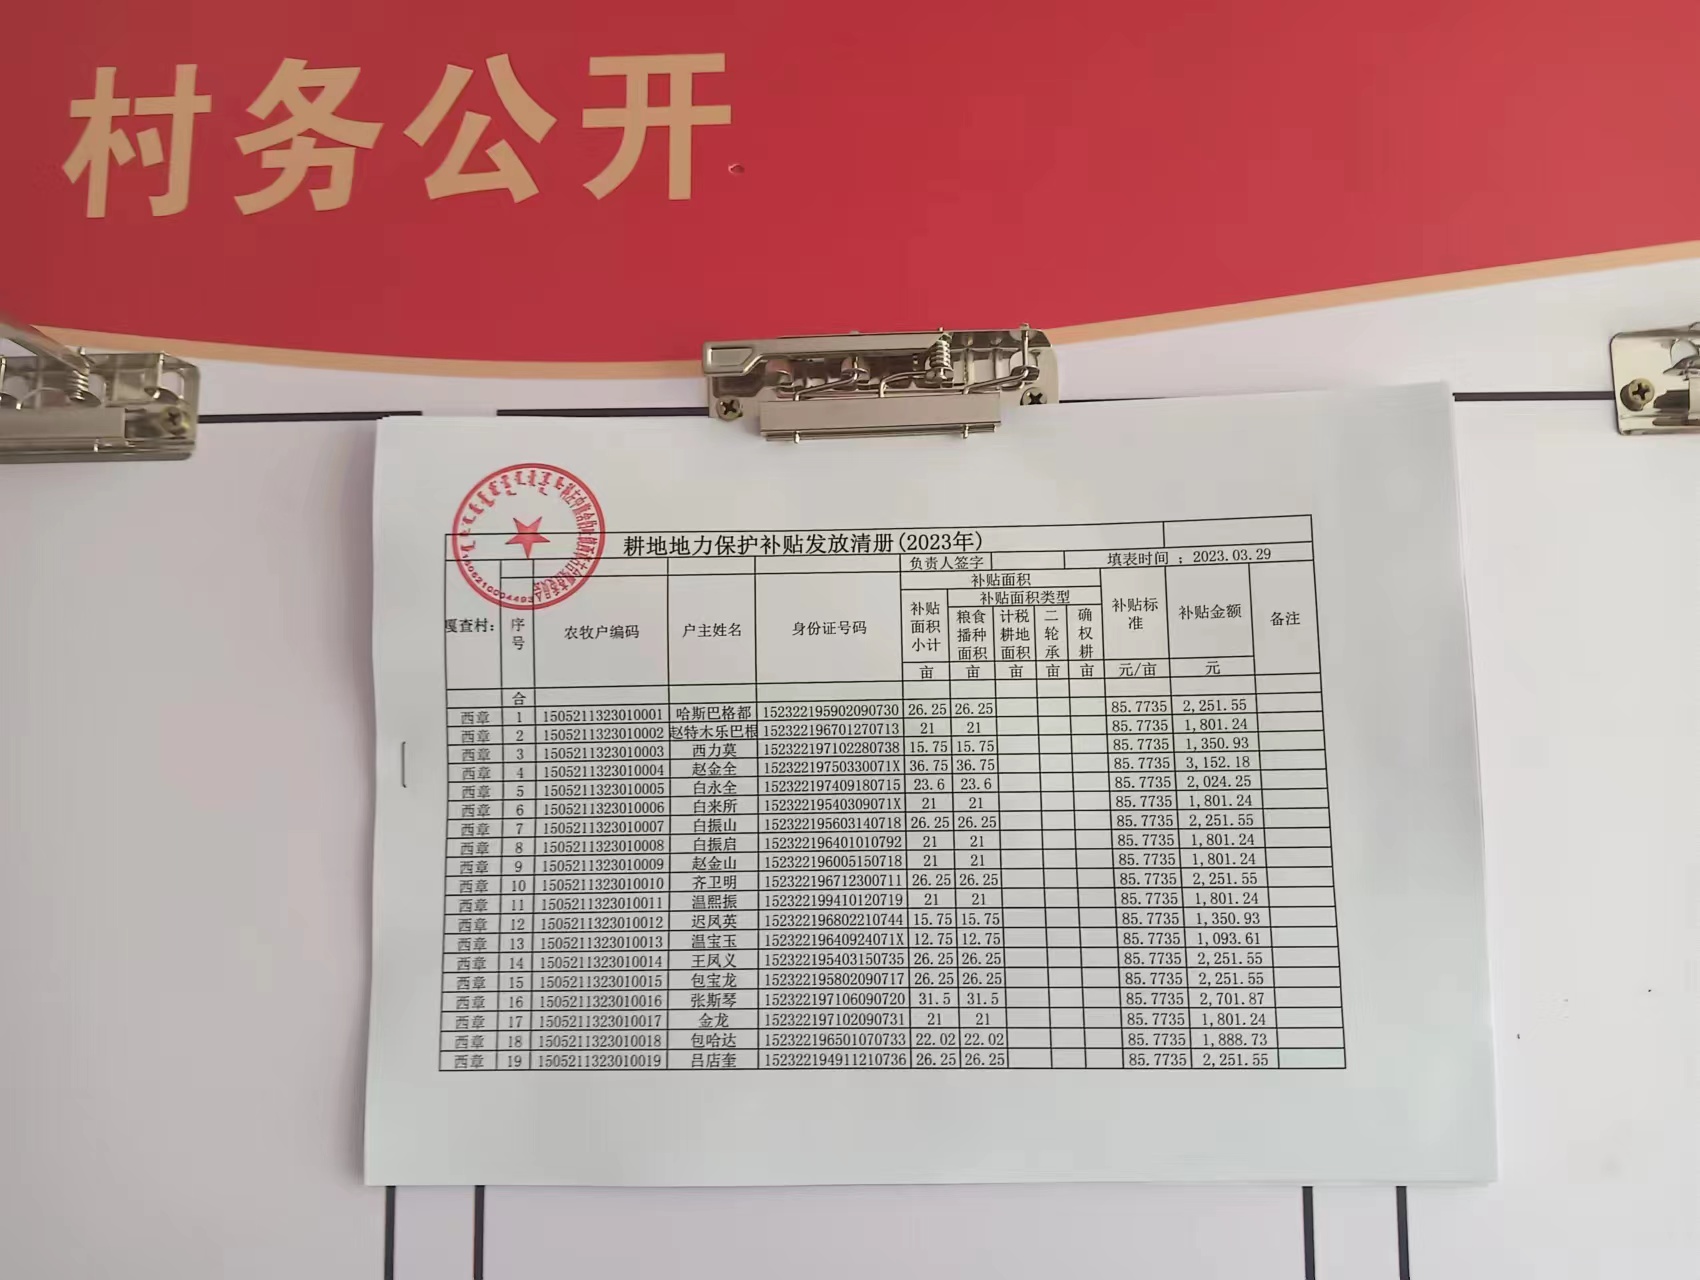 村务公开
耕地地力保护补贴发放清册(2023年)
负责人签字 填表时间：2023.03.29
嘎查村： 序号 农牧户编码 户主姓名 身份证号码 补贴面积 补贴标准 补贴金额 备注
补贴面积小计 补贴面积类型
粮食播种面积 计税耕地面积 二轮承 确权耕
亩 亩 亩 亩 亩 元/亩 元
合
西章 1 1505211323010001 哈斯巴格都 152322195902090730 26.25 26.25 85.7735 2,251.55
西章 2 1505211323010002 赵特木乐巴根 152322196701270713 21 21 85.7735 1,801.24
西章 3 1505211323010003 西力莫 152322197102280738 15.75 15.75 85.7735 1,350.93
西章 4 1505211323010004 赵金全 15232219750330071X 36.75 36.75 85.7735 3,152.18
西章 5 1505211323010005 白永全 152322197409180715 23.6 23.6 85.7735 2,024.25
西章 6 1505211323010006 白来所 15232219540309071X 21 21 85.7735 1,801.24
西章 7 1505211323010007 白振山 152322195603140718 26.25 26.25 85.7735 2,251.55
西章 8 1505211323010008 白振启 152322196401010792 21 21 85.7735 1,801.24
西章 9 1505211323010009 赵金山 152322196005150718 21 21 85.7735 1,801.24
西章 10 1505211323010010 齐卫明 152322196712300711 26.25 26.25 85.7735 2,251.55
西章 11 1505211323010011 温熙振 152322199410120719 21 21 85.7735 1,801.24
西章 12 1505211323010012 迟凤英 152322196802210744 15.75 15.75 85.7735 1,350.93
西章 13 1505211323010013 温宝玉 15232219640924071X 12.75 12.75 85.7735 1,093.61
西章 14 1505211323010014 王凤义 152322195403150735 26.25 26.25 85.7735 2,251.55
西章 15 1505211323010015 包宝龙 152322195802090717 26.25 26.25 85.7735 2,251.55
西章 16 1505211323010016 张斯琴 152322197106090720 31.5 31.5 85.7735 2,701.87
西章 17 1505211323010017 金龙 152322197102090731 21 21 85.7735 1,801.24
西章 18 1505211323010018 包哈达 152322196501070733 22.02 22.02 85.7735 1,888.73
西章 19 1505211323010019 吕店奎 152322194911210736 26.25 26.25 85.7735 2,251.55